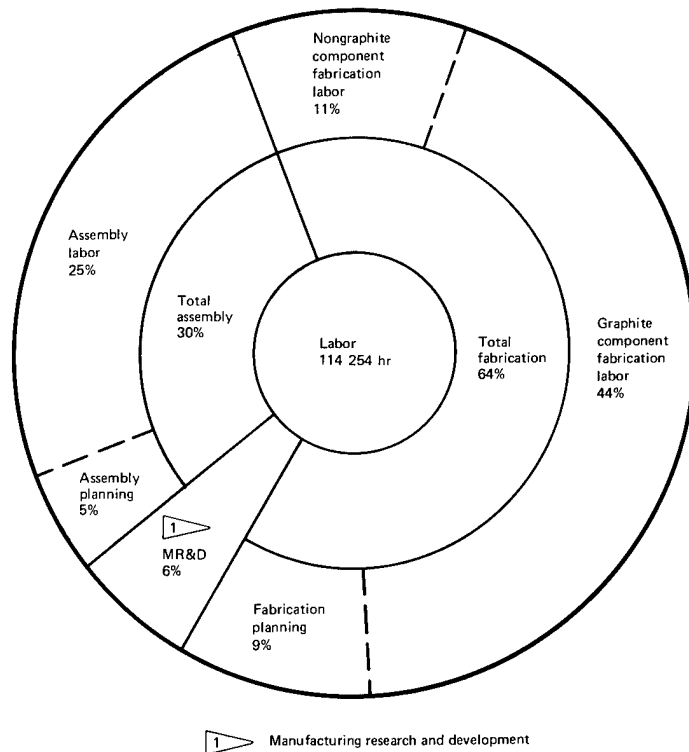 Nongraphite
component
fabrication
labor
11%
Assembly
labor
25%
Total
assembly
30%
Labor
114 254 hr
Total
fabrication
64%
Graphite
component
fabrication
labor
44%
Assembly
planning
5%
1
MR&D
6%
Fabrication
planning
9%
1 Manufacturing research and development